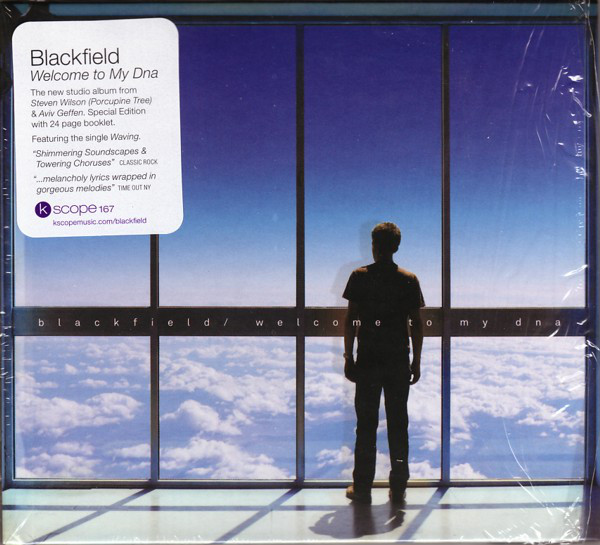 Blackfield
Welcome to My Dna
The new studio album from
Steven Wilson (Porcupine Tree)
& Aviv Geffen. Special Edition
with 24 page booklet.
Featuring the single Waving.
"Shimmering Soundscapes &
Towering Choruses" CLASSIC ROCK
"...melancholy lyrics wrapped in
gorgeous melodies" TIME OUT NY
k scope 167
kscopemusic.com/blackfield
blackfield/ welcome to my dna